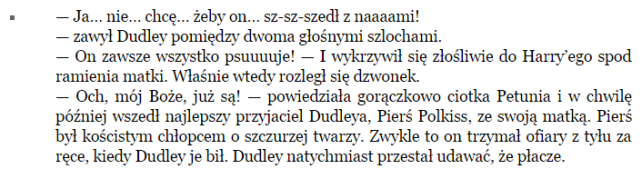 — Ja... nie... chcę... żeby on... sz-sz-szedł z naaaami!
— zawył Dudley pomiędzy dwoma głośnymi szlochami.
— On zawsze wszystko psuuuuje! — I wykrzywił się złośliwie do Harry’ego spod
ramienia matki. Właśnie wtedy rozległ się dzwonek.
— Och, mój Boże, już są! — powiedziała gorączkowo ciotka Petunia i w chwilę
później wszedł najlepszy przyjaciel Dudleya, Pierś Polkiss, ze swoją matką. Pierś
był kościstym chłopcem o szczurzej twarzy. Zwykle to on trzymał ofiary z tyłu za
ręce, kiedy Dudley je bił. Dudley natychmiast przestał udawać, że płacze.